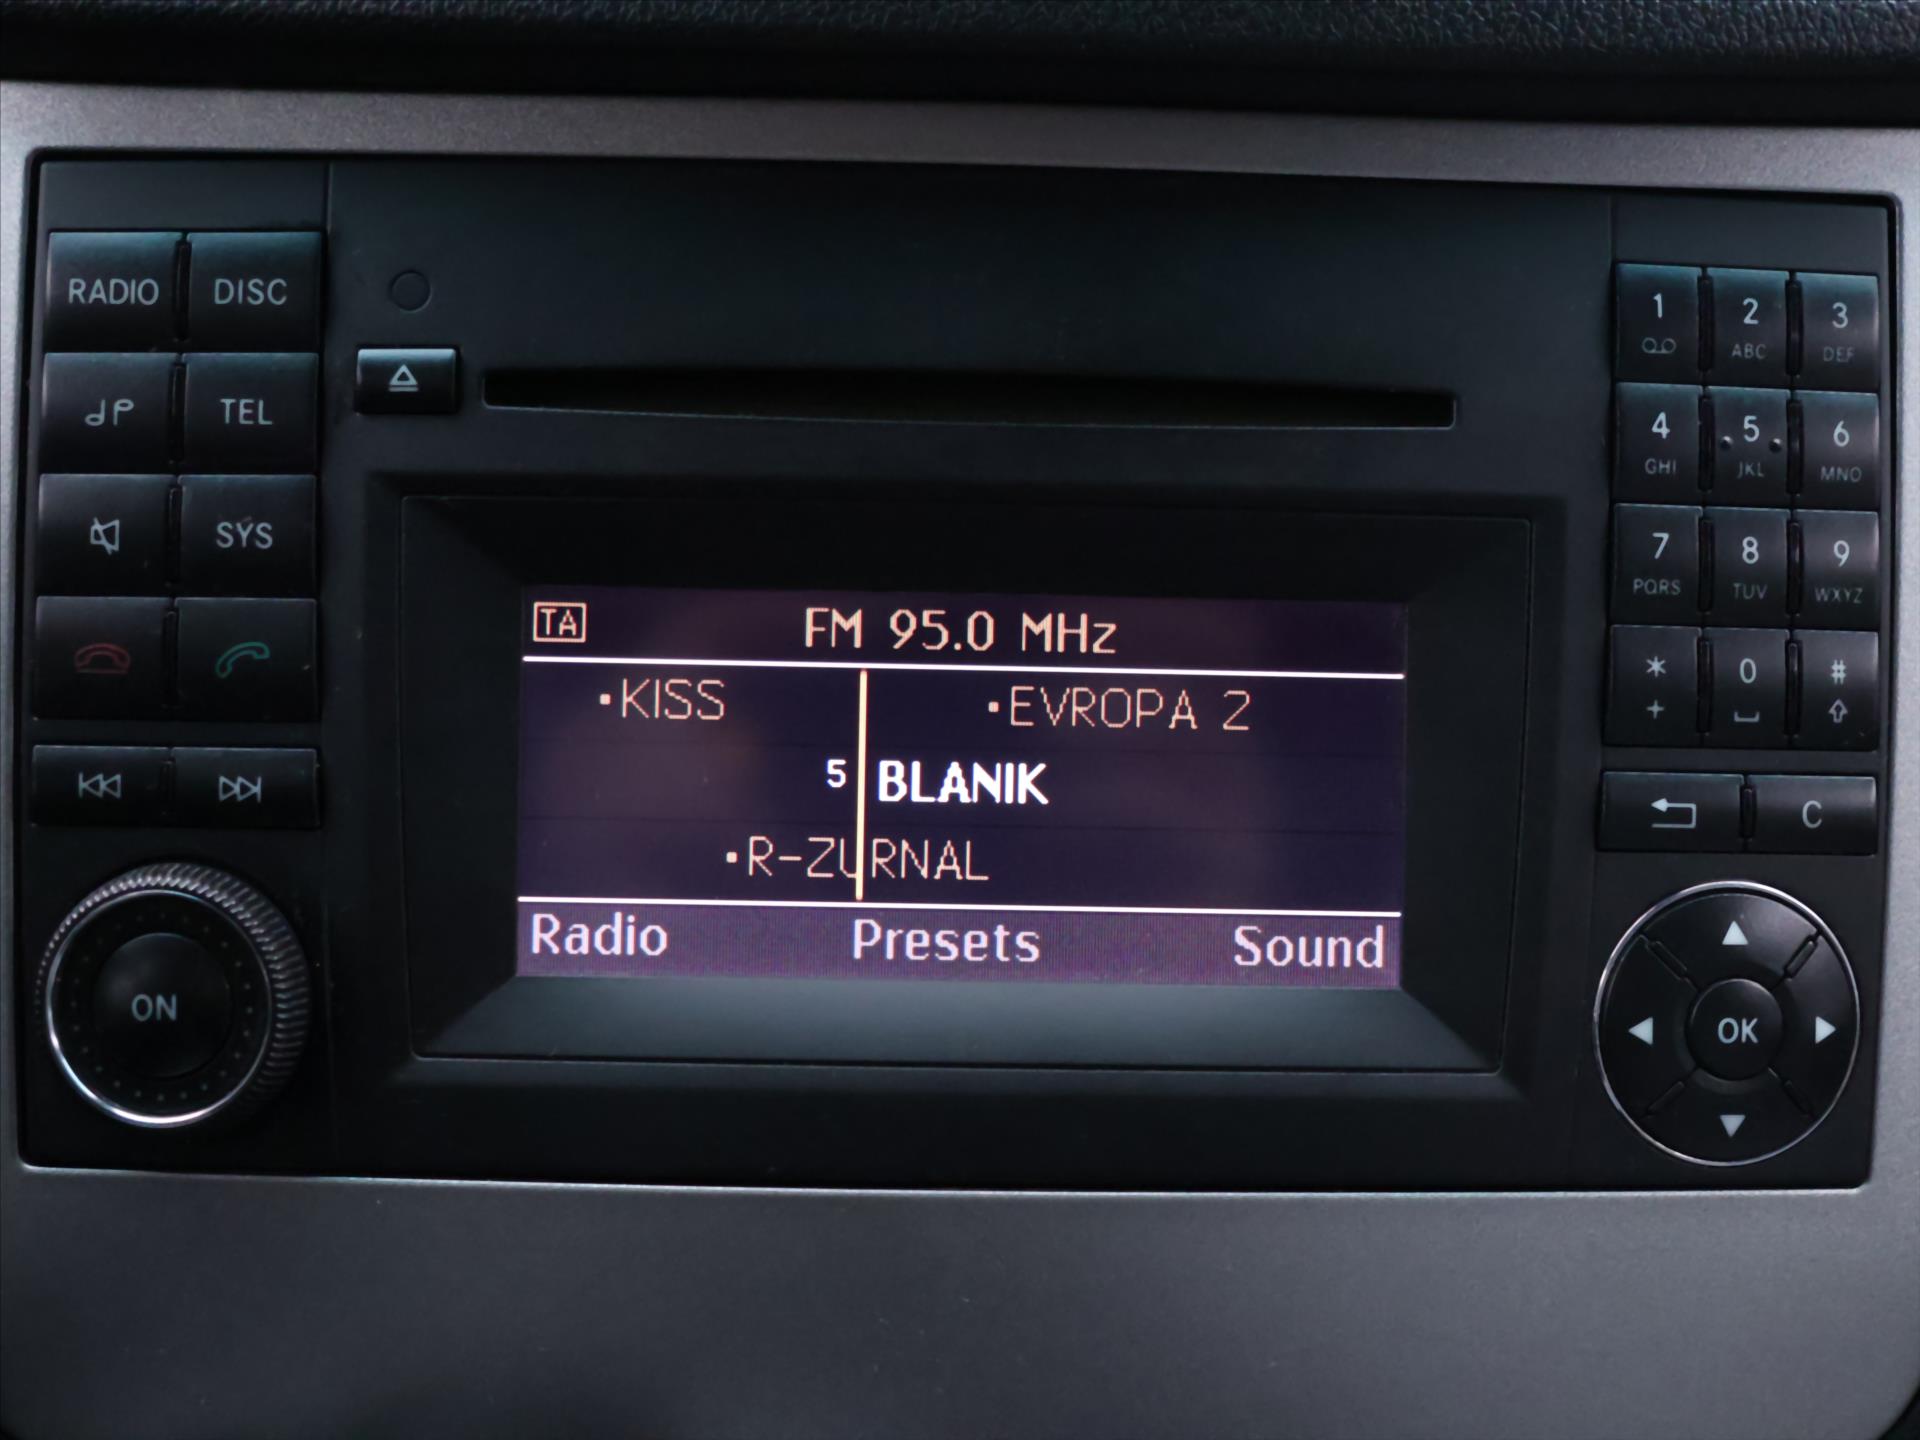 RADIO DISC
TEL
SYS
ON
TA FM 95.0 MHz
•KISS •EVROPA 2
5 BLANIK
•R-ZURNAL
Radio Presets Sound
1 2 3
ABC DEF
4 5 6
GHI JKL MNO
7 8 9
PQRS TUV WXYZ
* 0 #
+
C
OK